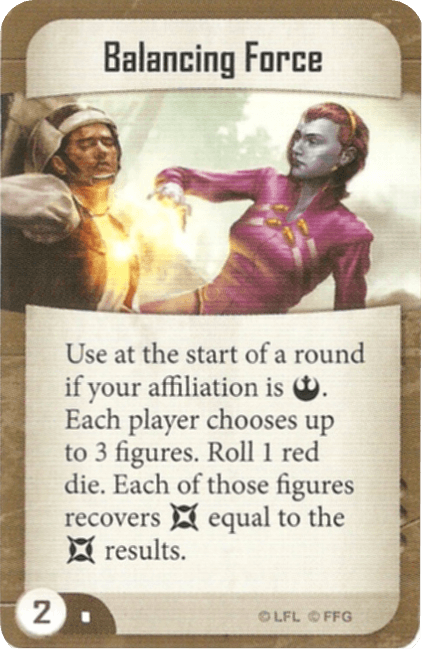 Balancing Force
Use at the start of a round
if your affiliation is .
Each player chooses up
to 3 figures. Roll 1 red
die. Each of those figures
recovers equal to the
results.
2
© LFL © FFG